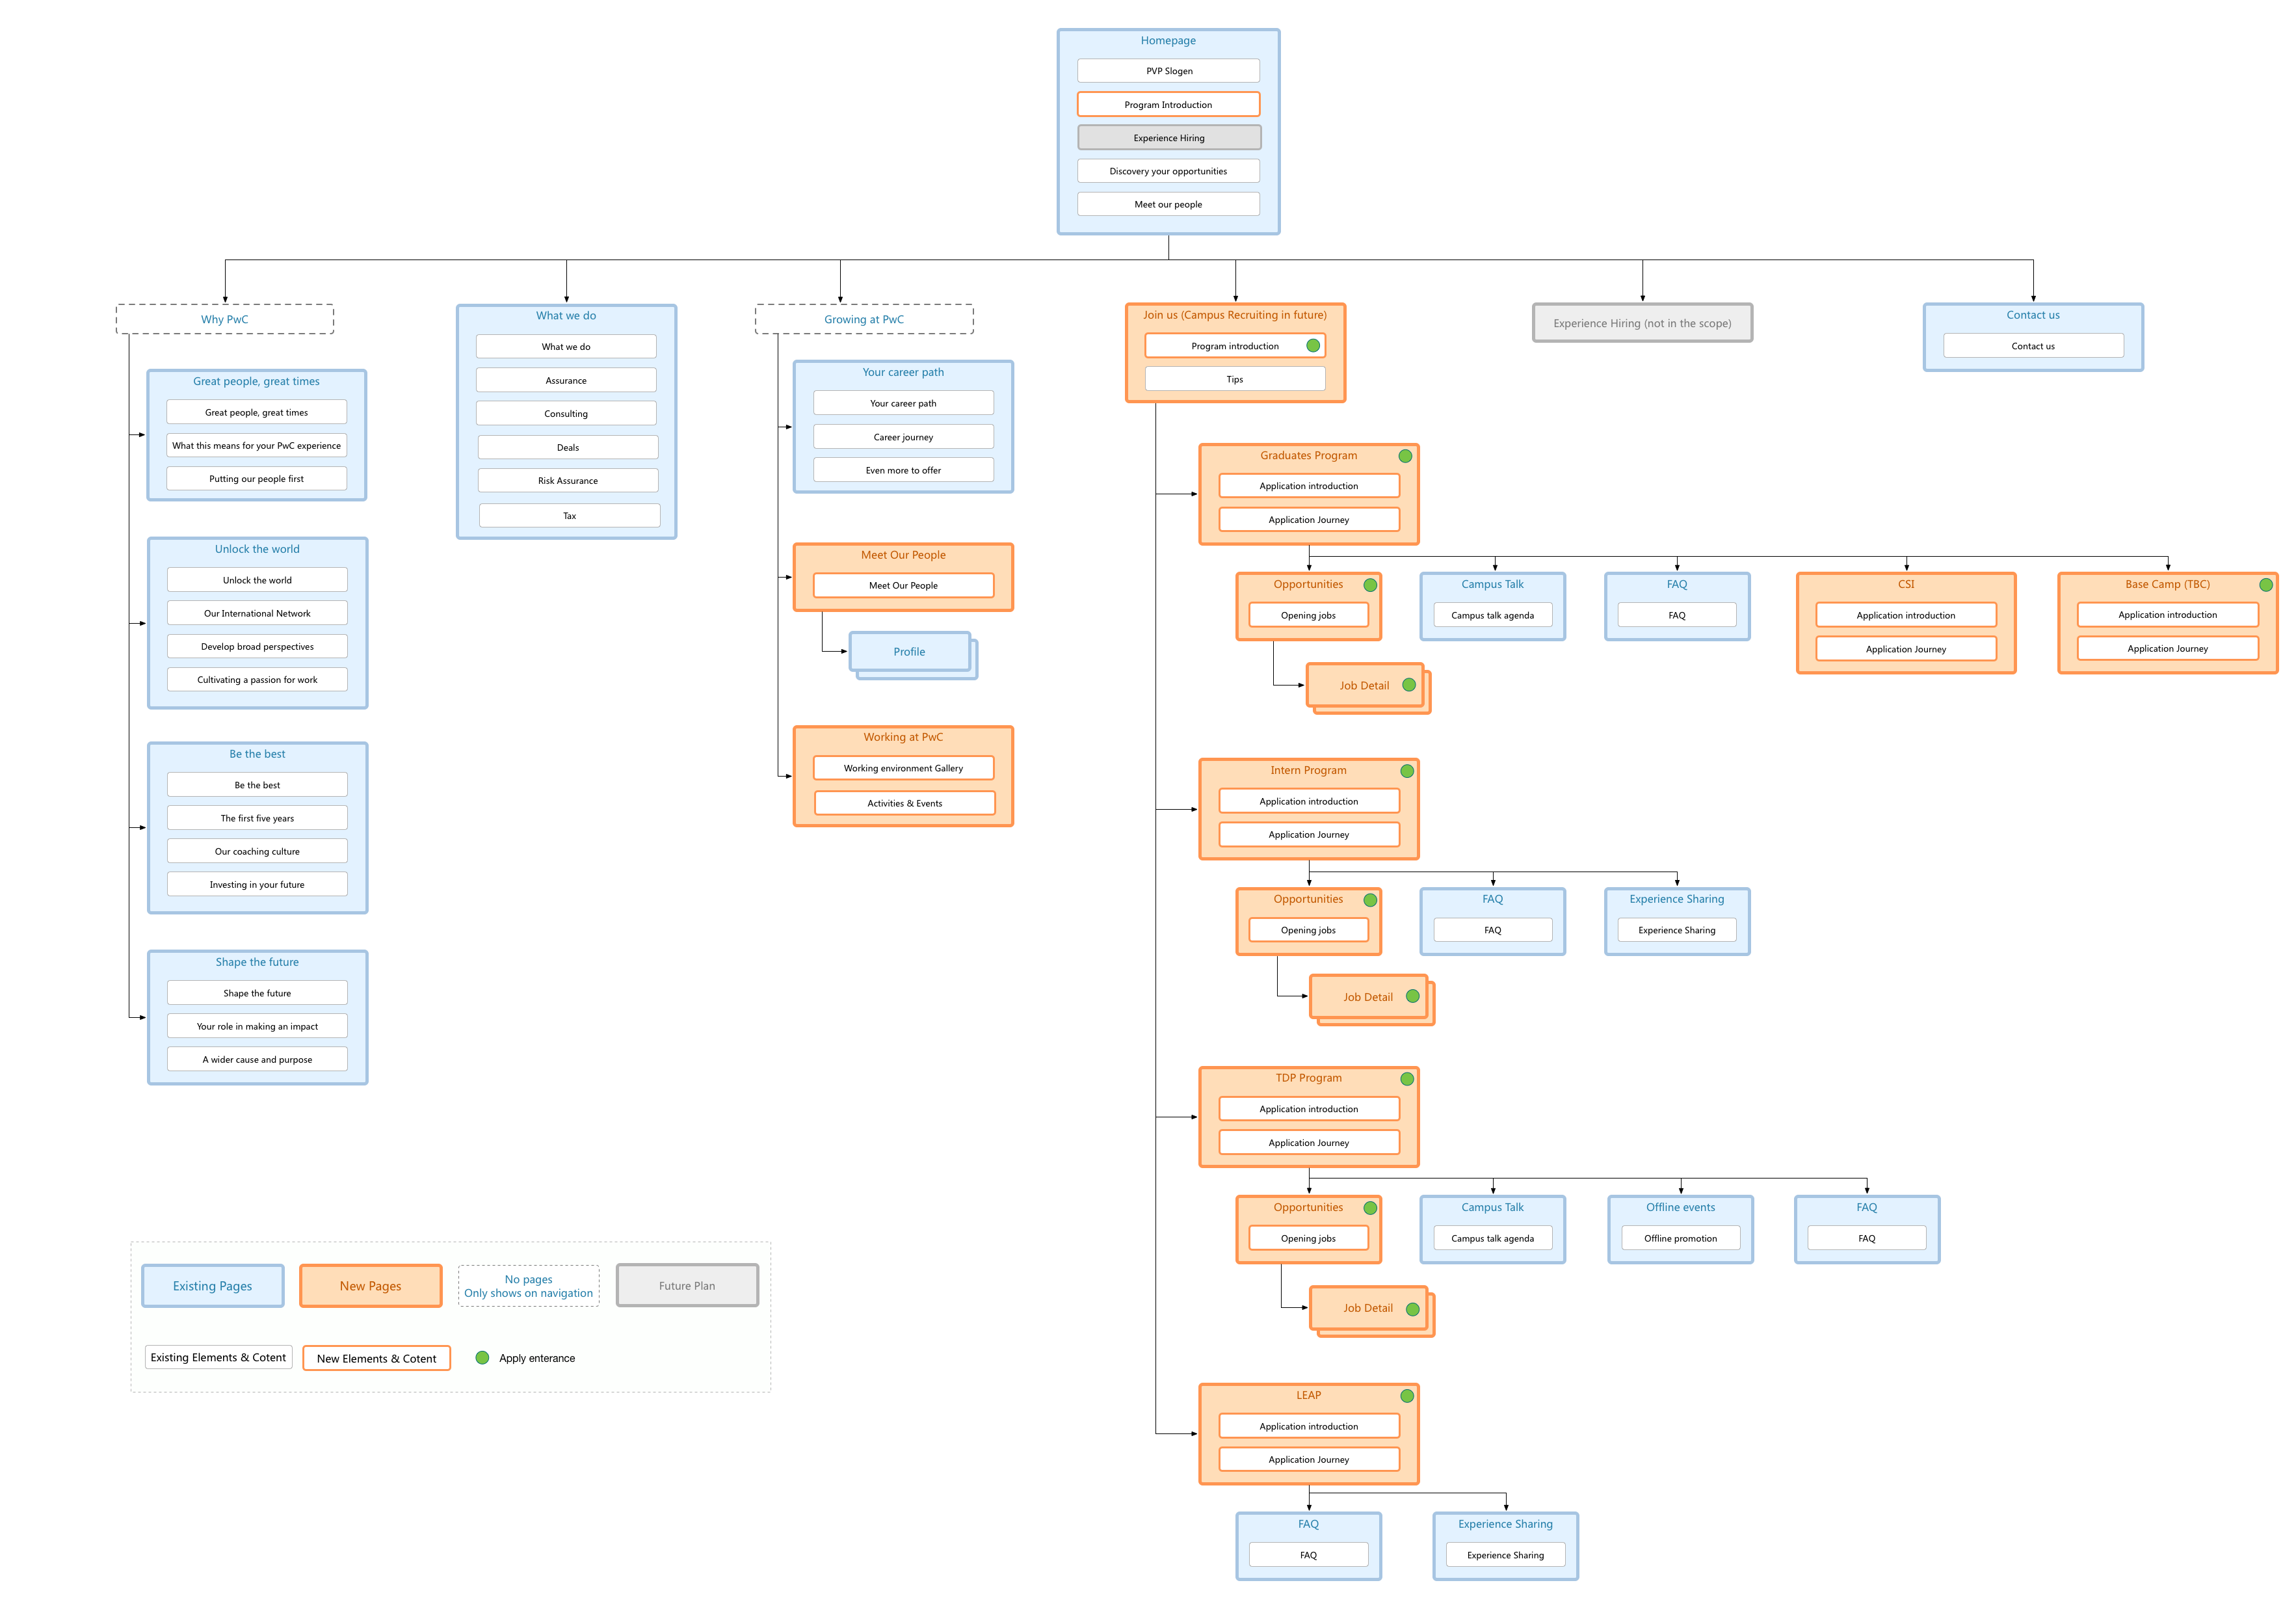 Homepage
PVP Slogen
Program Introduction
Experience Hiring
Discovery your opportunities
Meet our people
Why PwC
Great people, great times
Great people, great times
What this means for your PwC experience
Putting our people first
Unlock the world
Unlock the world
Our International Network
Develop broad perspectives
Cultivating a passion for work
Be the best
Be the best
The first five years
Our coaching culture
Investing in your future
Shape the future
Shape the future
Your role in making an impact
A wider cause and purpose
What we do
What we do
Assurance
Consulting
Deals
Risk Assurance
Tax
Growing at PwC
Your career path
Your career path
Career journey
Even more to offer
Meet Our People
Meet Our People
Profile
Working at PwC
Working environment Gallery
Activities & Events
Join us (Campus Recruiting in future)
Program introduction
Tips
Graduates Program
Application introduction
Application Journey
Opportunities
Opening jobs
Job Detail
Campus Talk
Campus talk agenda
FAQ
FAQ
CSI
Application introduction
Application Journey
Base Camp (TBC)
Application introduction
Application Journey
Intern Program
Application introduction
Application Journey
Opportunities
Opening jobs
Job Detail
FAQ
FAQ
Experience Sharing
Experience Sharing
TDP Program
Application introduction
Application Journey
Opportunities
Opening jobs
Job Detail
Campus Talk
Campus talk agenda
Offline events
Offline promotion
FAQ
FAQ
LEAP
Application introduction
Application Journey
FAQ
FAQ
Experience Sharing
Experience Sharing
Experience Hiring (not in the scope)
Contact us
Contact us
Existing Pages
New Pages
No pages
Only shows on navigation
Future Plan
Existing Elements & Cotent
New Elements & Cotent
Apply enterance